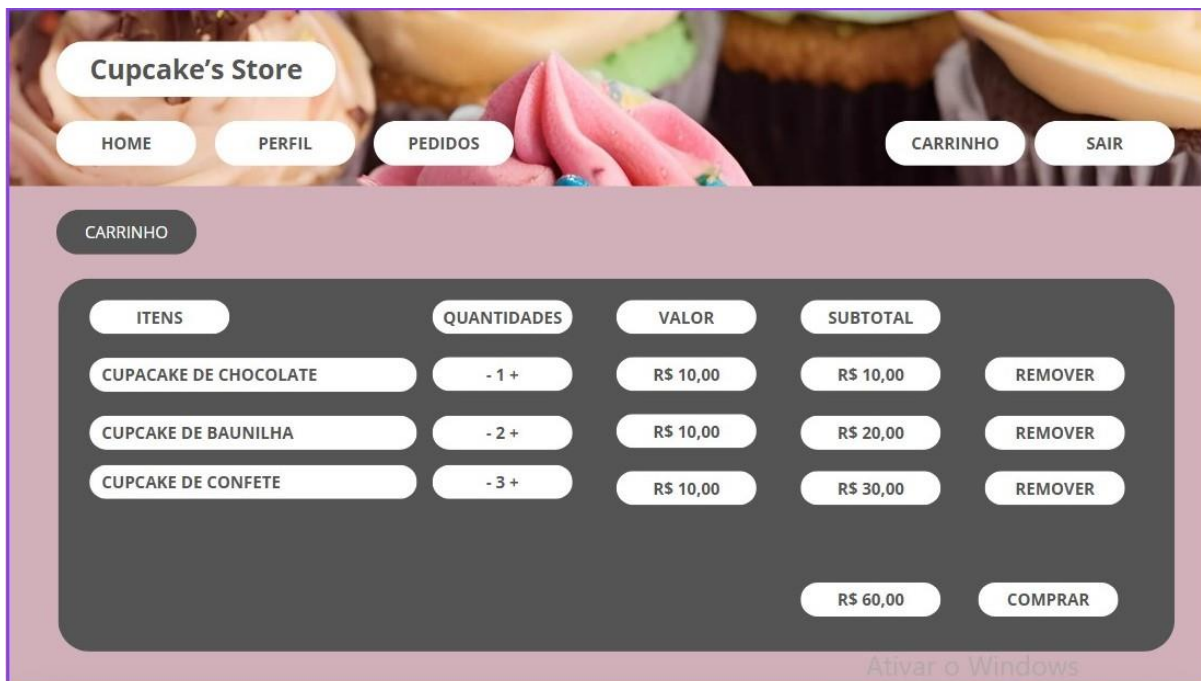 Cupcake's Store
HOME PERFIL PEDIDOS CARRINHO SAIR
CARRINHO
ITENS QUANTIDADES VALOR SUBTOTAL
CUPACAKE DE CHOCOLATE - 1 + R$ 10,00 R$ 10,00 REMOVER
CUPCAKE DE BAUNILHA - 2 + R$ 10,00 R$ 20,00 REMOVER
CUPCAKE DE CONFETE - 3 + R$ 10,00 R$ 30,00 REMOVER
R$ 60,00 COMPRAR
Ativar o Windows